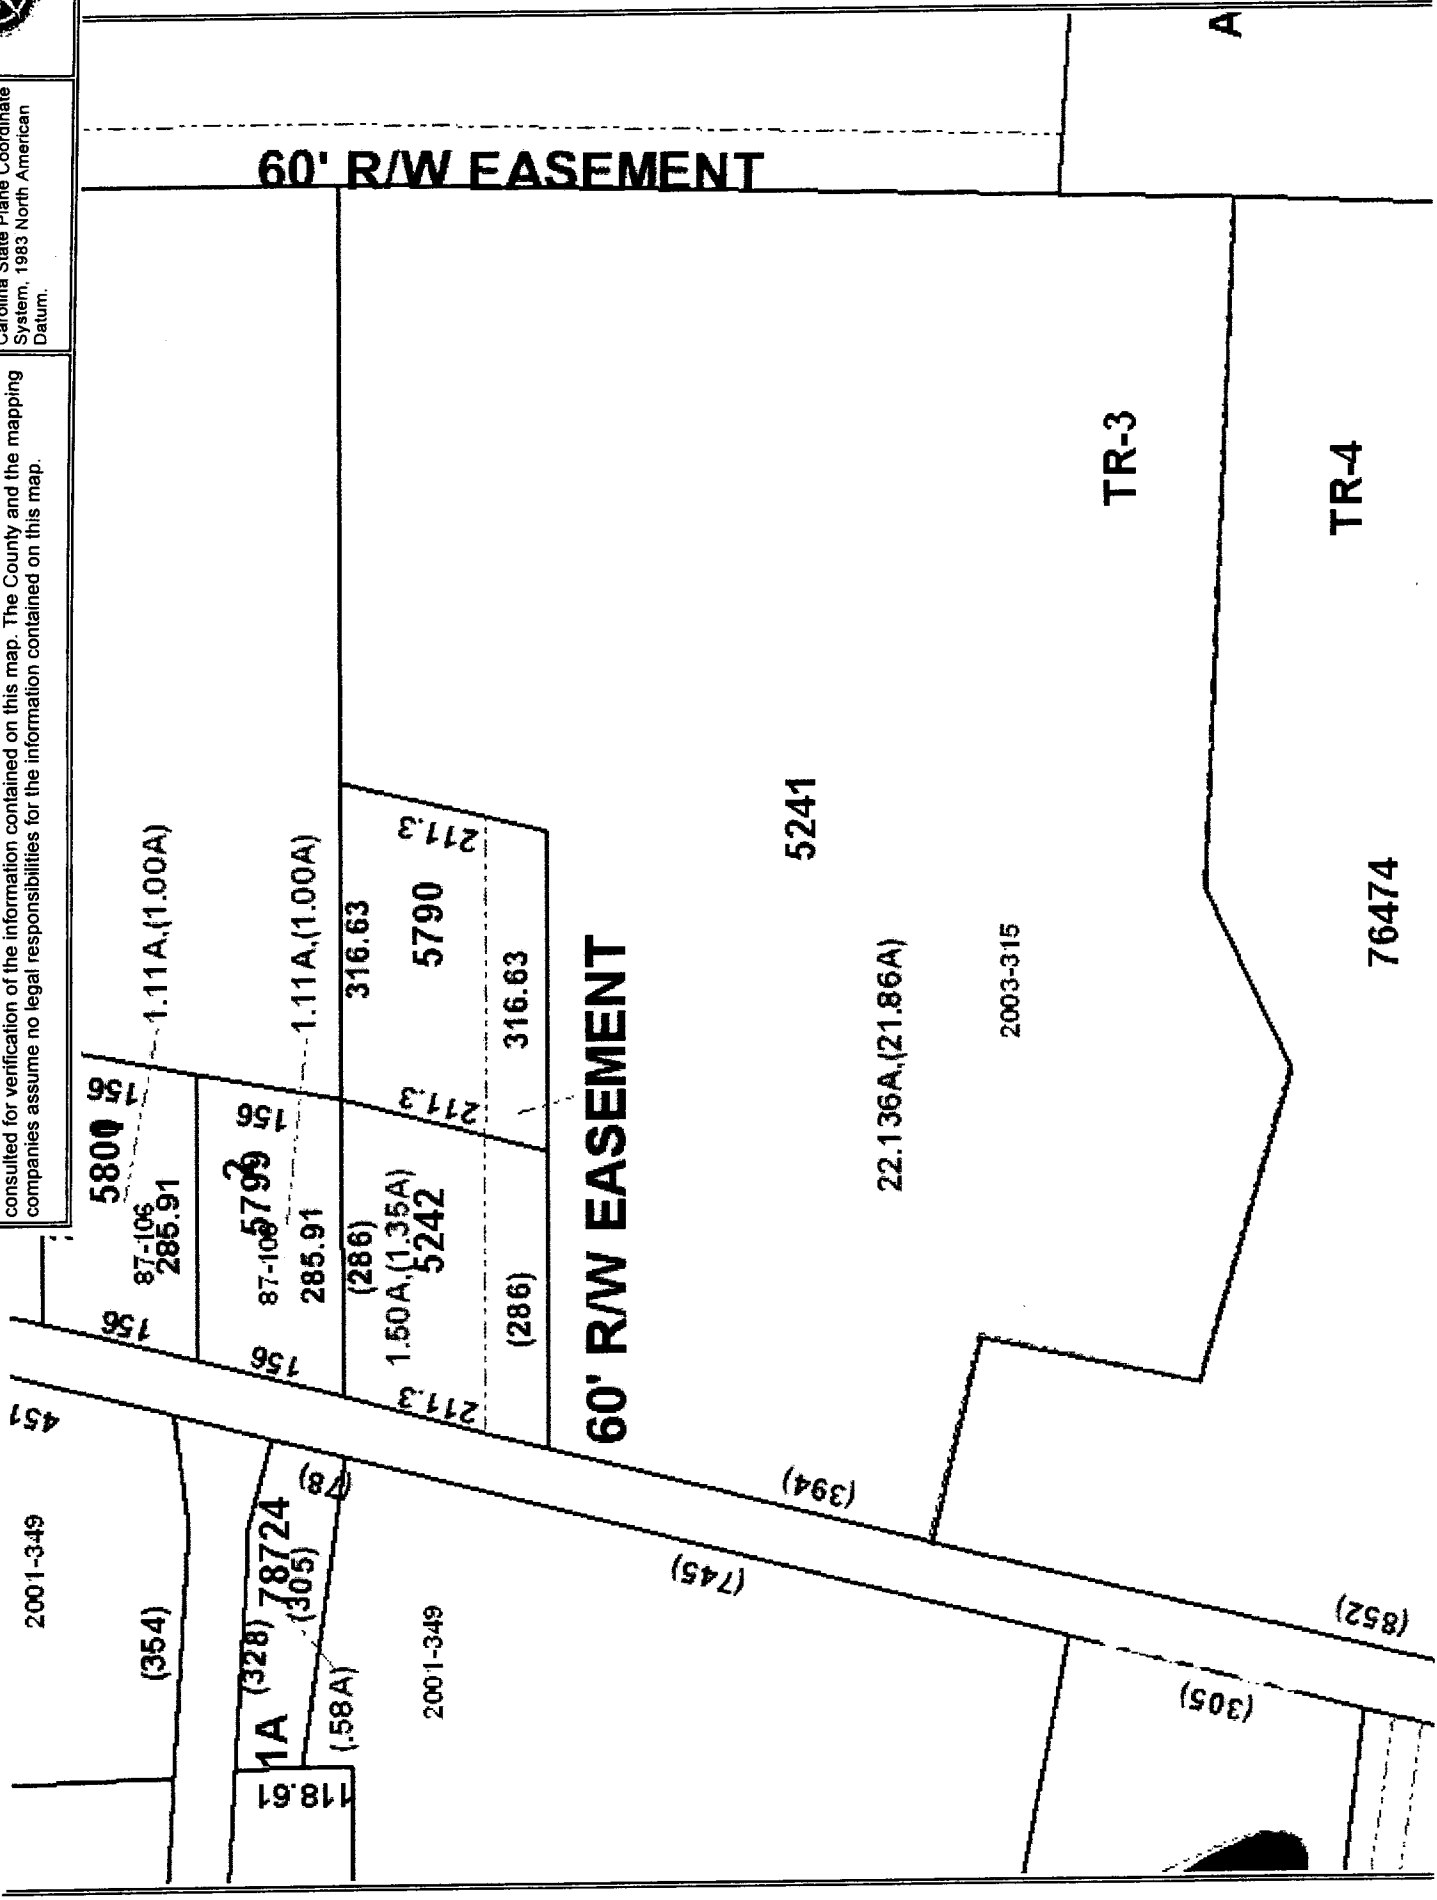 Carolina State Plane Coordinate
System, 1983 North American
Datum.
consulted for verification of the information contained on this map. The County and the mapping
companies assume no legal responsibilities for the information contained on this map.
60' R/W EASEMENT
A
1.11A,(1.00A)
1.11A,(1.00A)
5800
156
87-106
285.91
156
2
5799
156
87-106
285.91
156
316.63
5790
211.3
316.63
211.3
(286)
1.50A,(1.35A)
5242
(286)
211.3
60' R/W EASEMENT
5241
22.136A,(21.86A)
2003-315
TR-3
TR-4
76474
451
2001-349
(354)
(78)
78724
(305)
(328)
1A
(.58A)
118.61
2001-349
(745)
(394)
(305)
(852)